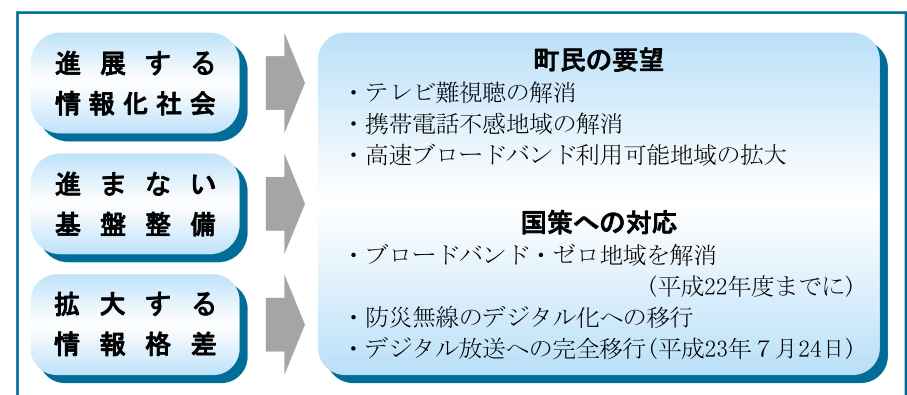 進展する
情報化社会
進まない
基盤整備
拡大する
情報格差
町民の要望
・テレビ難視聴の解消
・携帯電話不感地域の解消
・高速ブロードバンド利用可能地域の拡大
国策への対応
・ブロードバンド・ゼロ地域を解消
(平成22年度までに)
・防災無線のデジタル化への移行
・デジタル放送への完全移行(平成23年７月24日)